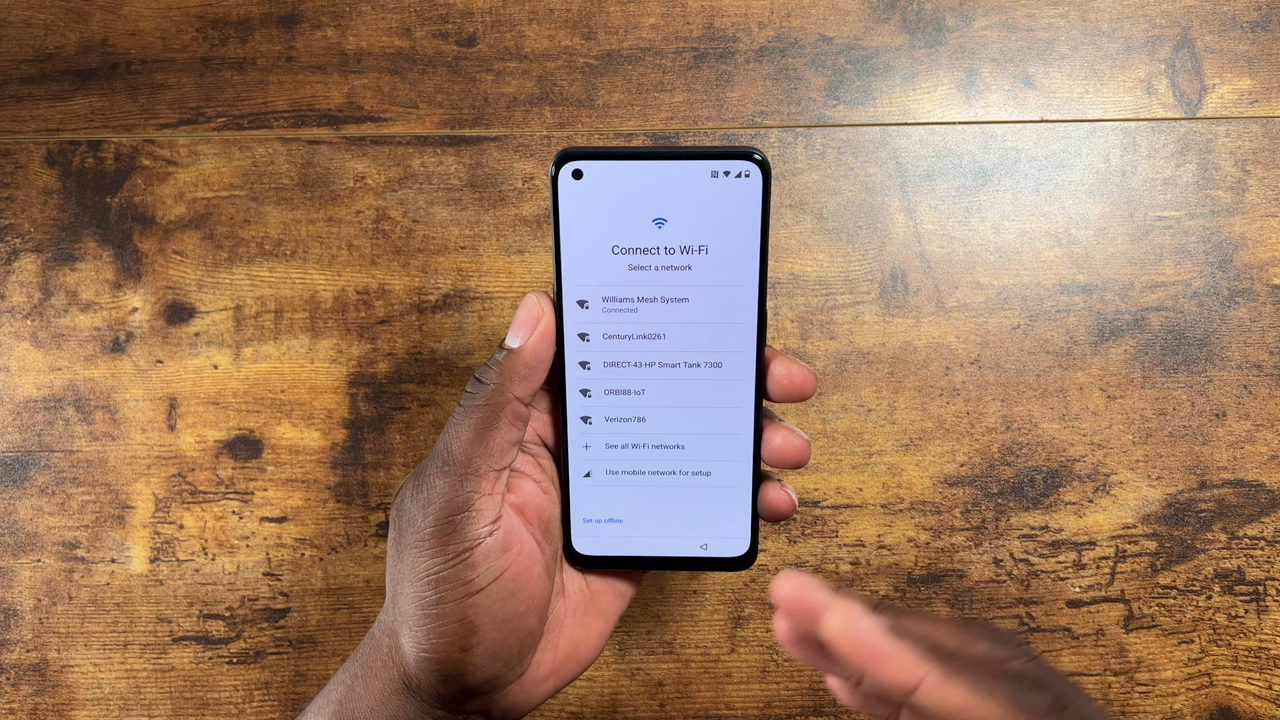 Connect to Wi-Fi
Select a network
Williams Mesh System
Connected
CenturyLink0261
DIRECT-43-HP Smart Tank 7300
ORBI88-IoT
Verizon786
See all Wi-Fi networks
Use mobile network for setup
Set up offline